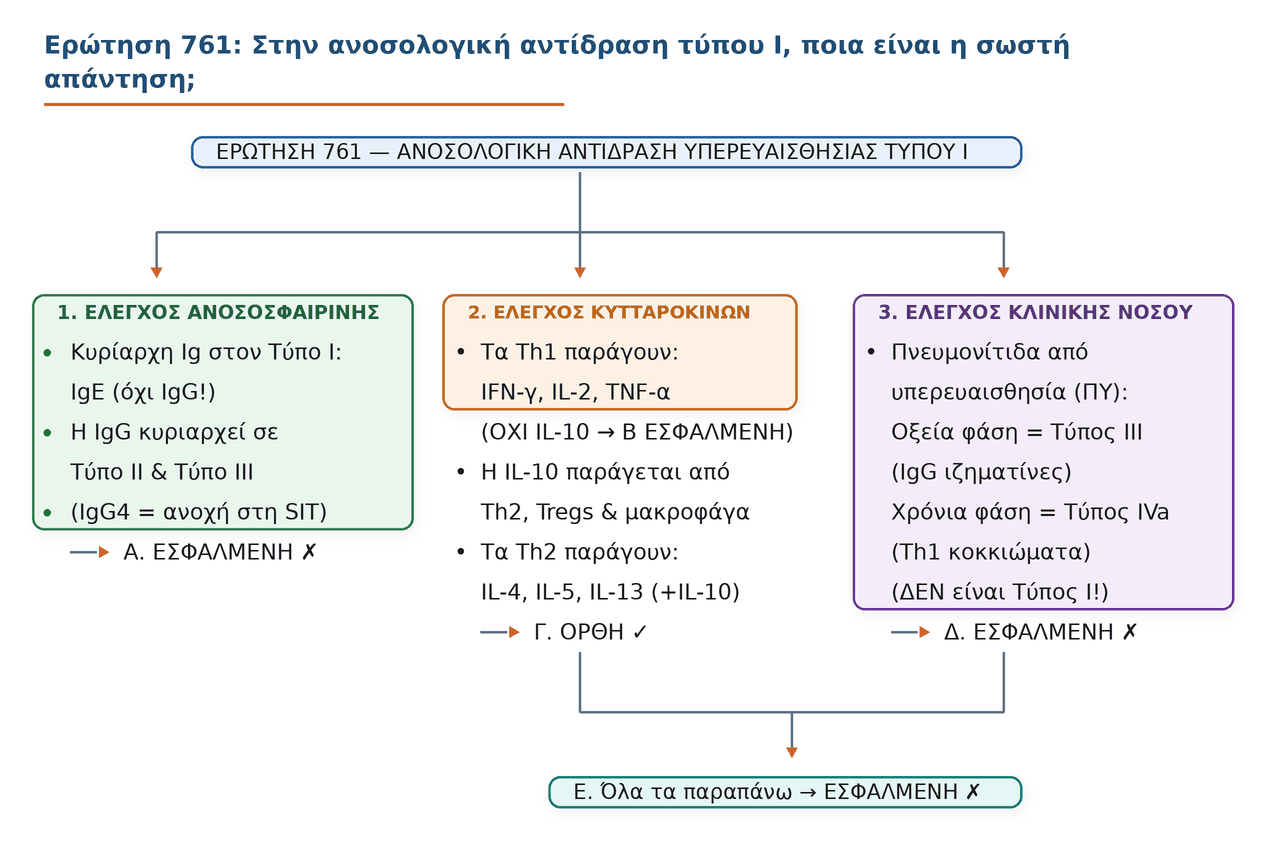 Ερώτηση 761: Στην ανοσολογική αντίδραση τύπου Ι, ποια είναι η σωστή
απάντηση;
ΕΡΩΤΗΣΗ 761 — ΑΝΟΣΟΛΟΓΙΚΗ ΑΝΤΙΔΡΑΣΗ ΥΠΕΡΕΥΑΙΣΘΗΣΙΑΣ ΤΥΠΟΥ Ι
1. ΕΛΕΓΧΟΣ ΑΝΟΣΟΣΦΑΙΡΙΝΗΣ
• Κυρίαρχη Ig στον Τύπο Ι:
IgE (όχι IgG!)
• Η IgG κυριαρχεί σε
Τύπο ΙΙ & Τύπο ΙΙΙ
• (IgG4 = ανοχή στη SIT)
→ Α. ΕΣΦΑΛΜΕΝΗ ✗
2. ΕΛΕΓΧΟΣ ΚΥΤΤΑΡΟΚΙΝΩΝ
• Τα Th1 παράγουν:
IFN-γ, IL-2, TNF-α
(ΟΧΙ IL-10 → Β ΕΣΦΑΛΜΕΝΗ)
• Η IL-10 παράγεται από
Th2, Tregs & μακροφάγα
• Τα Th2 παράγουν:
IL-4, IL-5, IL-13 (+IL-10)
→ Γ. ΟΡΘΗ ✓
3. ΕΛΕΓΧΟΣ ΚΛΙΝΙΚΗΣ ΝΟΣΟΥ
• Πνευμονίτιδα από
υπερευαισθησία (ΠΥ):
Οξεία φάση = Τύπος ΙΙΙ
(IgG ιζηματίνες)
Χρόνια φάση = Τύπος IVa
(Th1 κοκκιώματα)
(ΔΕΝ είναι Τύπος Ι!)
→ Δ. ΕΣΦΑΛΜΕΝΗ ✗
Ε. Όλα τα παραπάνω → ΕΣΦΑΛΜΕΝΗ ✗